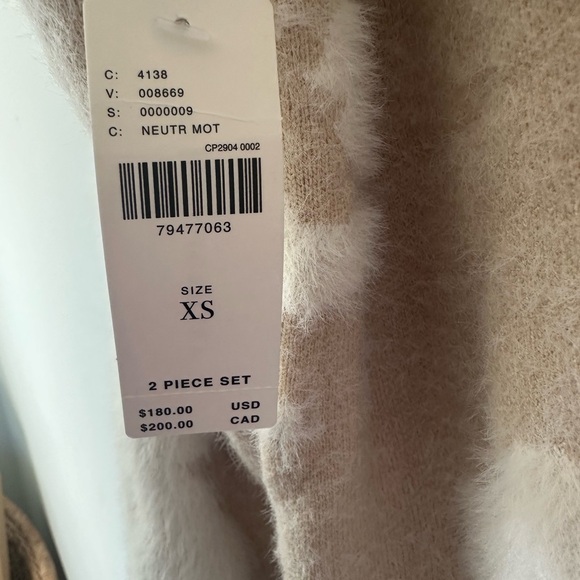 C: 4138
V: 008669
S: 0000009
C: NEUTR MOT
CP2904 0002
79477063
SIZE
XS
2 PIECE SET
$180.00 USD
$200.00 CAD